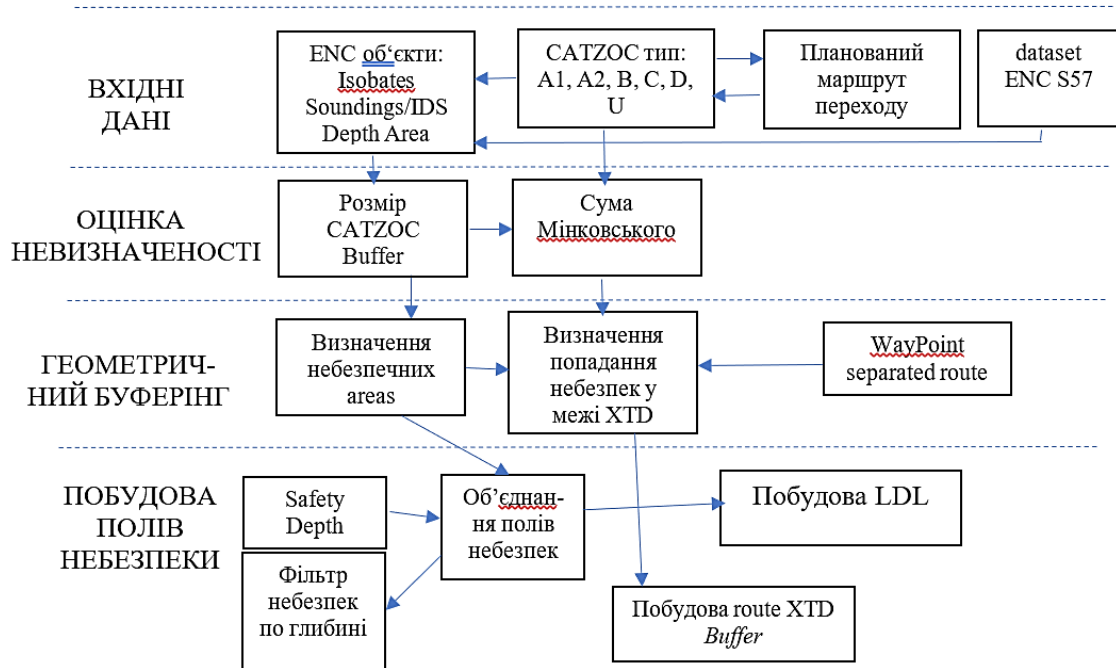 ВХІДНІ
ДАНІ
ENC об‘єкти:
Isobates
Soundings/IDS
Depth Area
CATZOC тип:
A1, A2, B, C, D,
U
Планований
маршрут
переходу
dataset
ENC S57
ОЦІНКА
НЕВИЗНАЧЕНОСТІ
Розмір
CATZOC
Buffer
Сума
Мінковського
ГЕОМЕТРИЧ-
НИЙ БУФЕРІНГ
Визначення
небезпечних
areas
Визначення
попадання
небезпек у
межі XTD
WayPoint
separated route
ПОБУДОВА
ПОЛІВ
НЕБЕЗПЕКИ
Safety
Depth
Фільтр
небезпек
по глибині
Об’єднан-
ня полів
небезпек
Побудова LDL
Побудова route XTD
Buffer